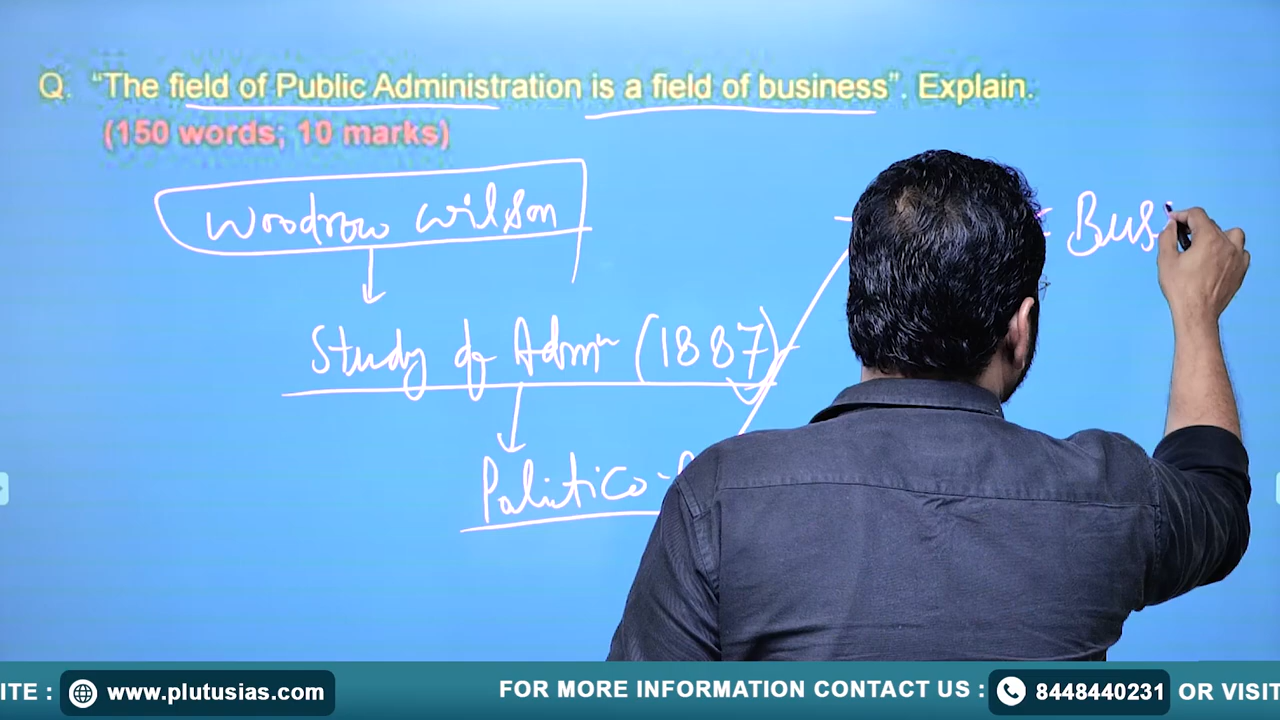 Q. “The field of Public Administration is a field of business”. Explain.
(150 words; 10 marks)
Woodrow Wilson
Busi
Study of Admn (1887)
Politico-
ITE : www.plutusias.com FOR MORE INFORMATION CONTACT US : 8448440231 OR VISIT